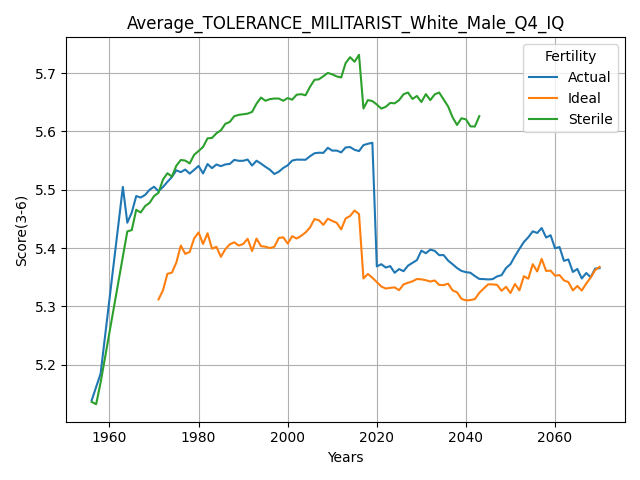 Average_TOLERANCE_MILITARIST_White_Male_Q4_IQ
Fertility
Actual
Ideal
Sterile
Score(3-6)
5.7
5.6
5.5
5.4
5.3
5.2
1960 1980 2000 2020 2040 2060
Years